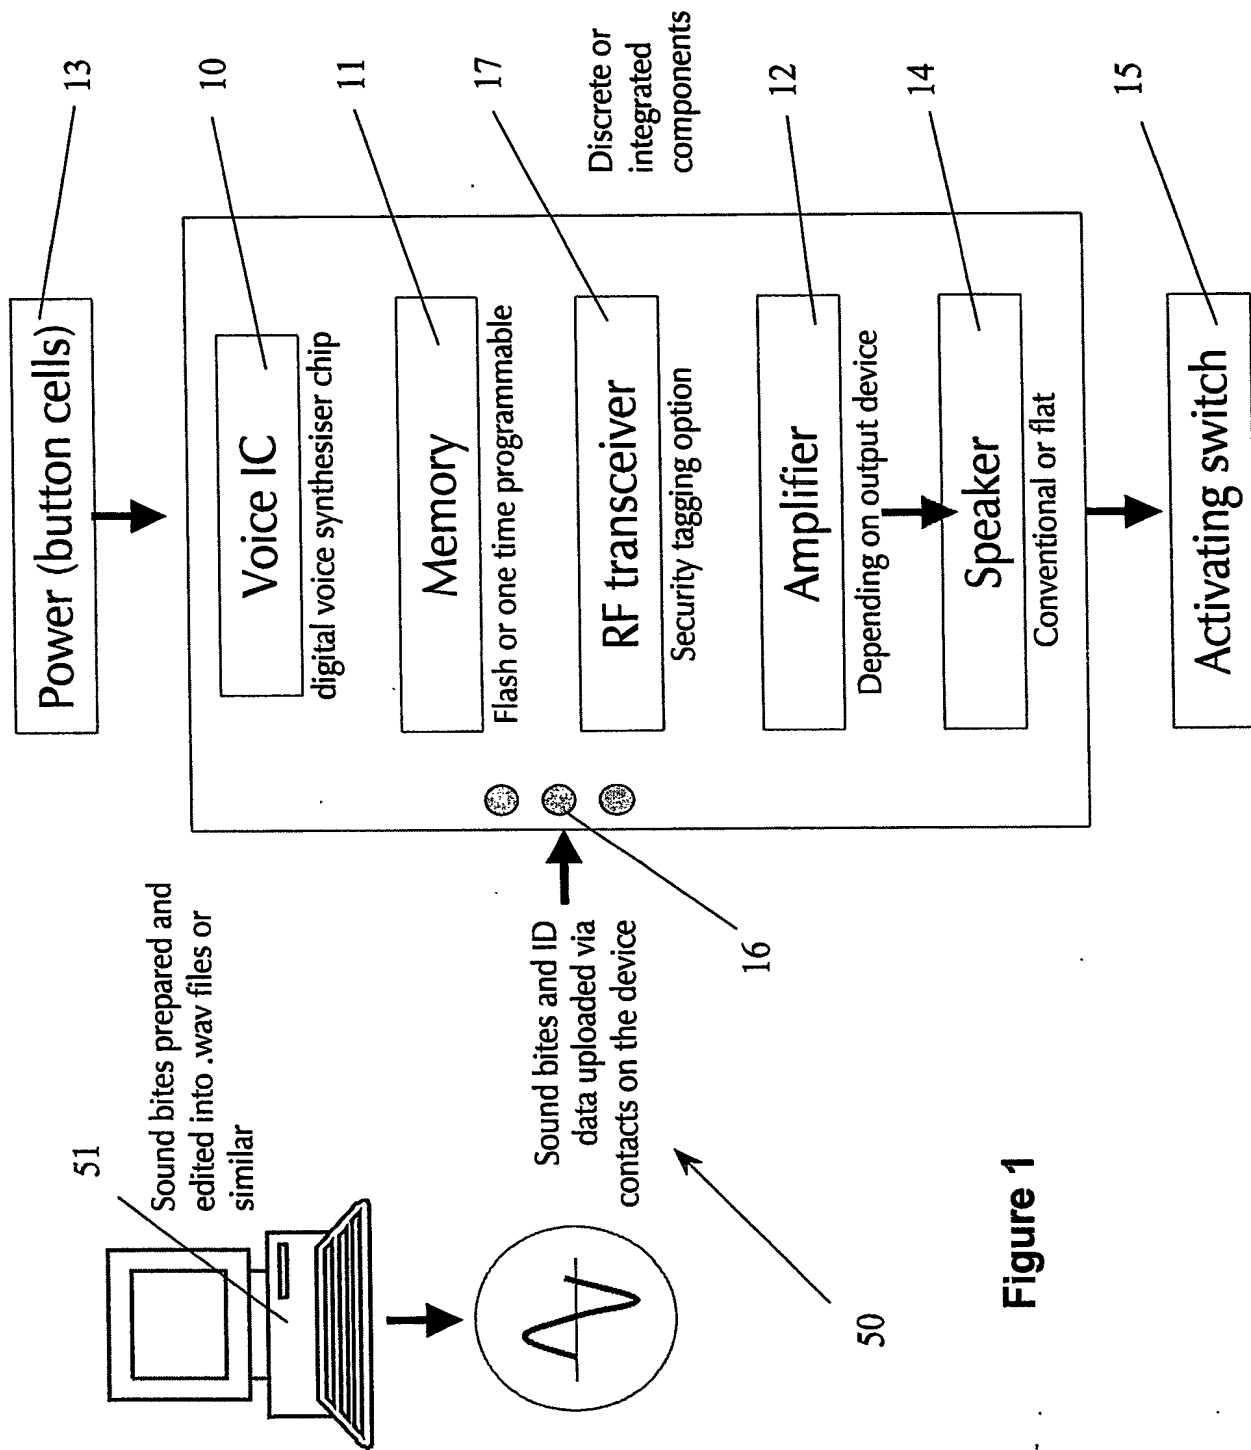 13
Power (button cells)
10
Voice IC
digital voice synthesiser chip
11
Memory
Flash or one time programmable
17
RF transceiver
Security tagging option
Discrete or
integrated
components
12
Amplifier
Depending on output device
14
Speaker
Conventional or flat
15
Activating switch
51
Sound bites prepared and
edited into .wav files or
similar
Sound bites and ID
data uploaded via
contacts on the device
16
50
Figure 1